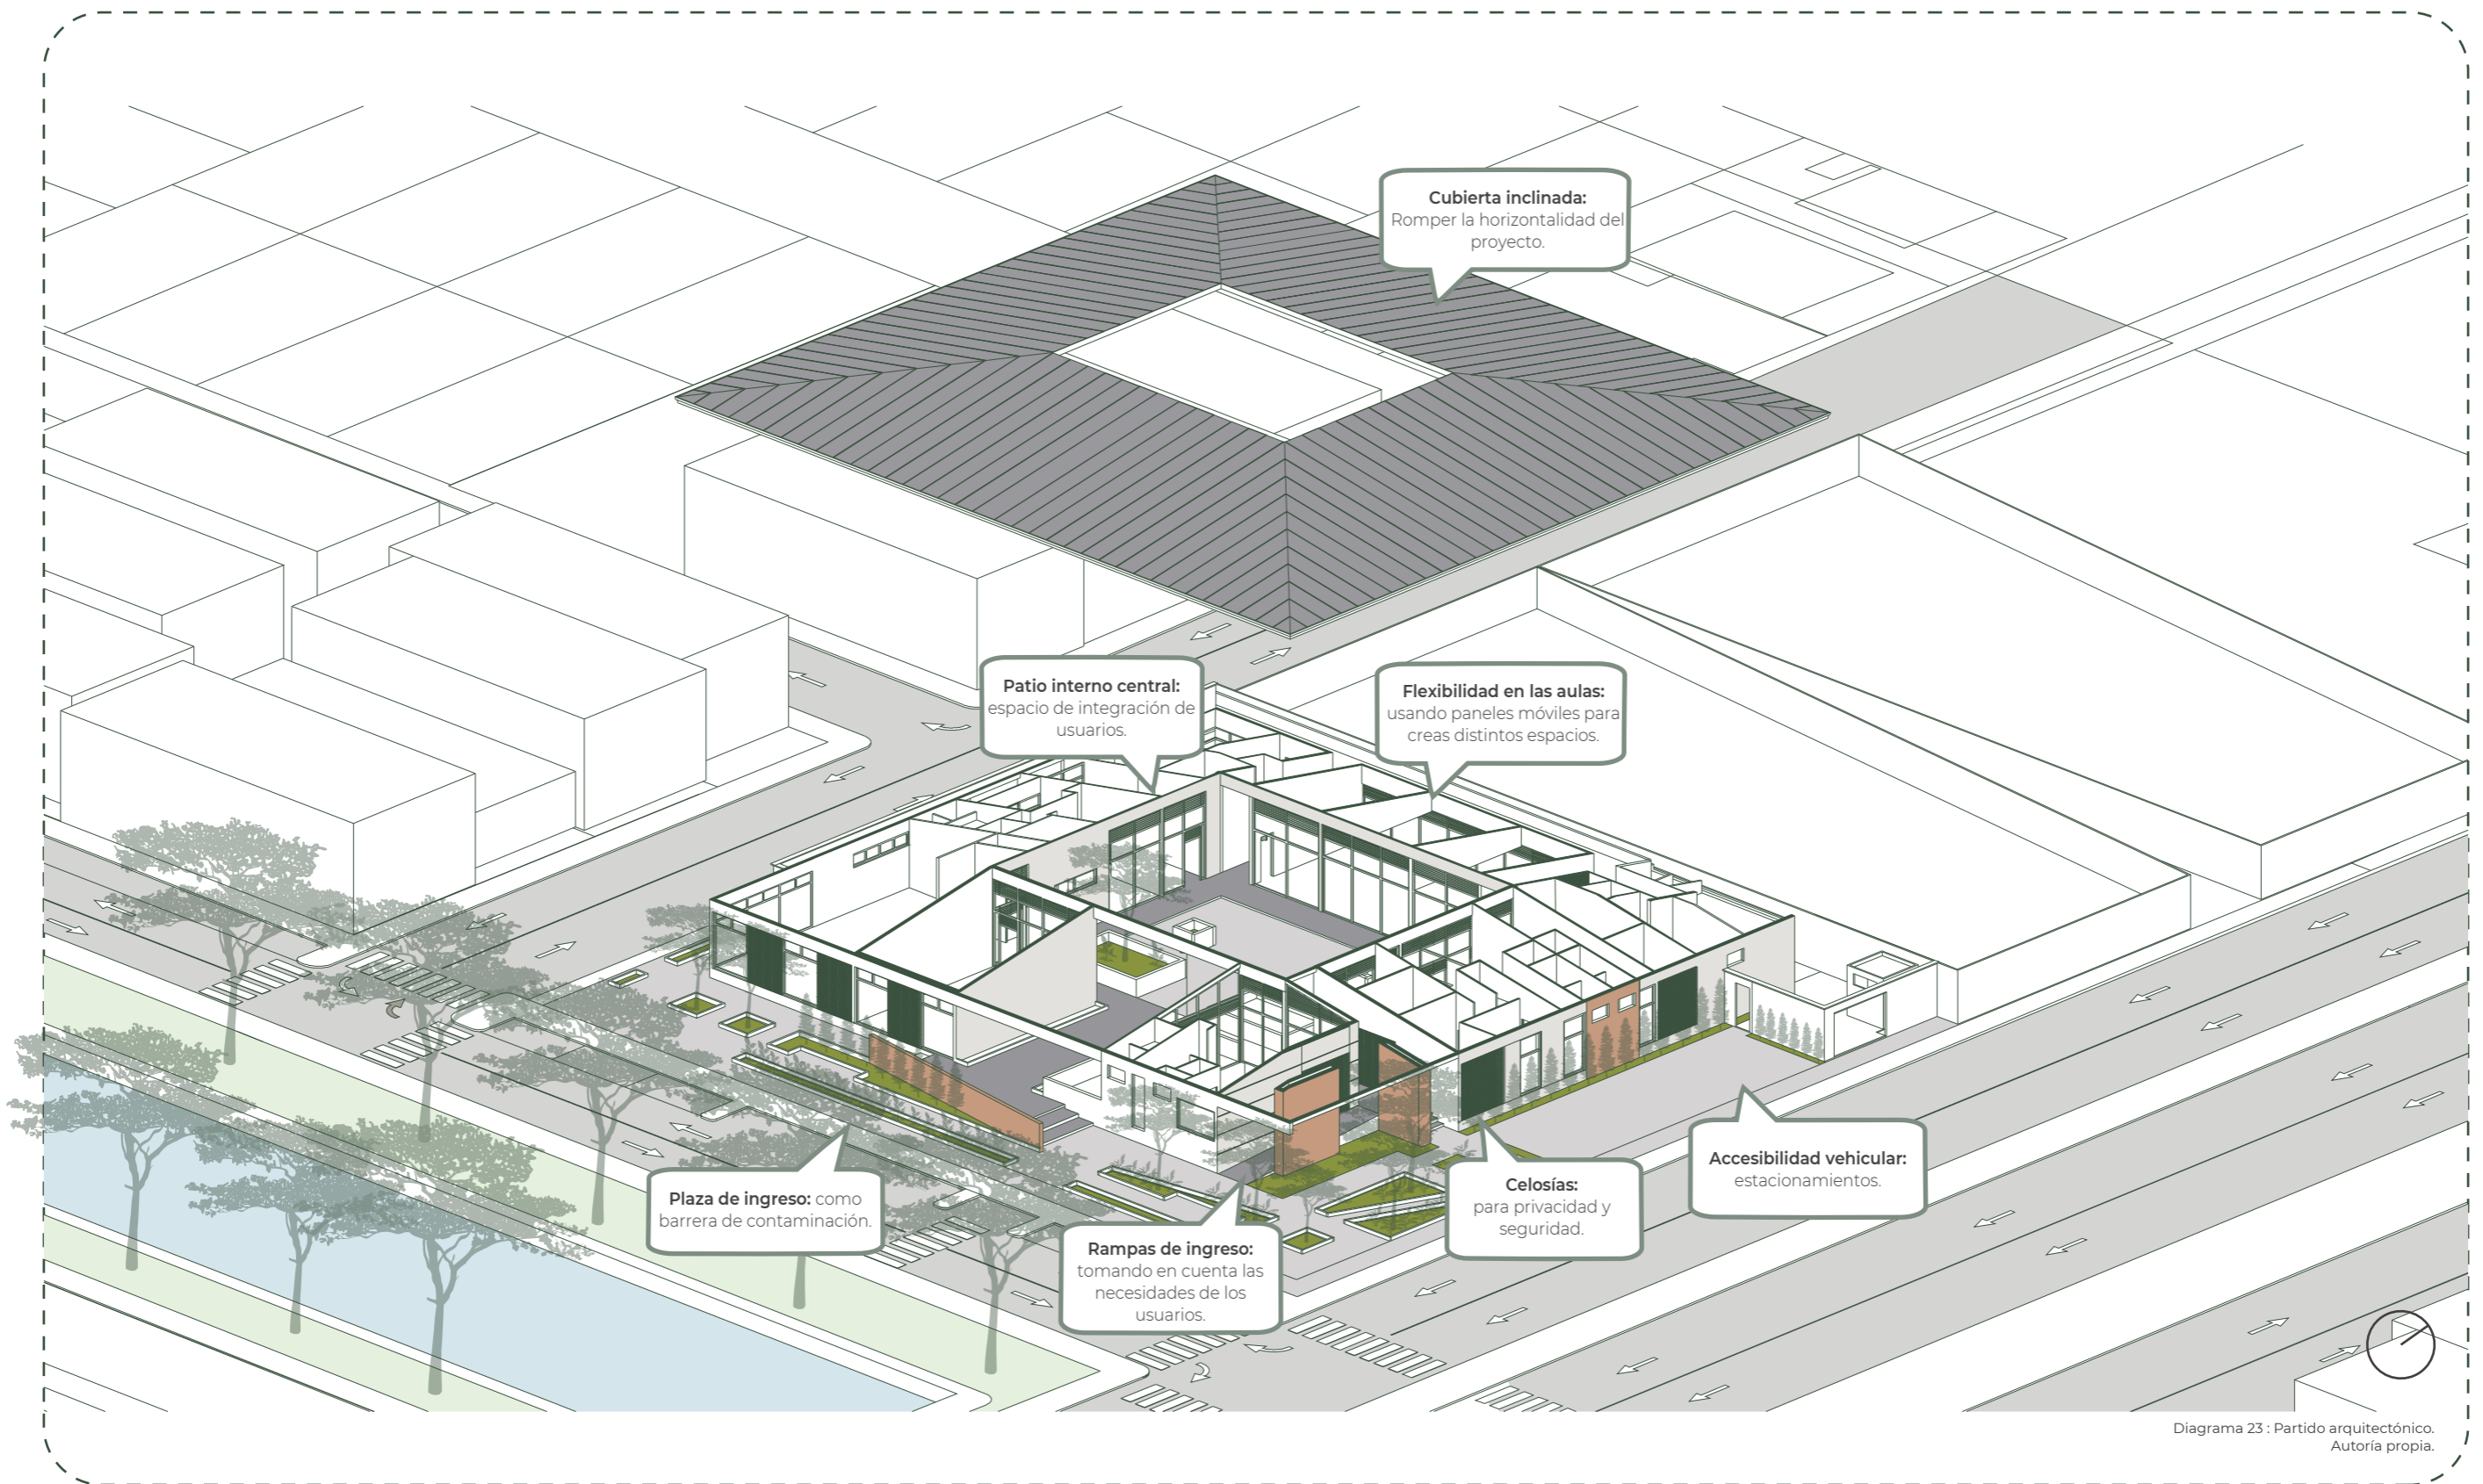 Cubierta inclinada:
Romper la horizontalidad del
proyecto.
Patio interno central:
espacio de integración de
usuarios.
Flexibilidad en las aulas:
usando paneles móviles para
creas distintos espacios.
Plaza de ingreso: como
barrera de contaminación.
Rampas de ingreso:
tomando en cuenta las
necesidades de los
usuarios.
Celosías:
para privacidad y
seguridad.
Accesibilidad vehicular:
estacionamientos.
Diagrama 23 : Partido arquitectónico.
Autoría propia.